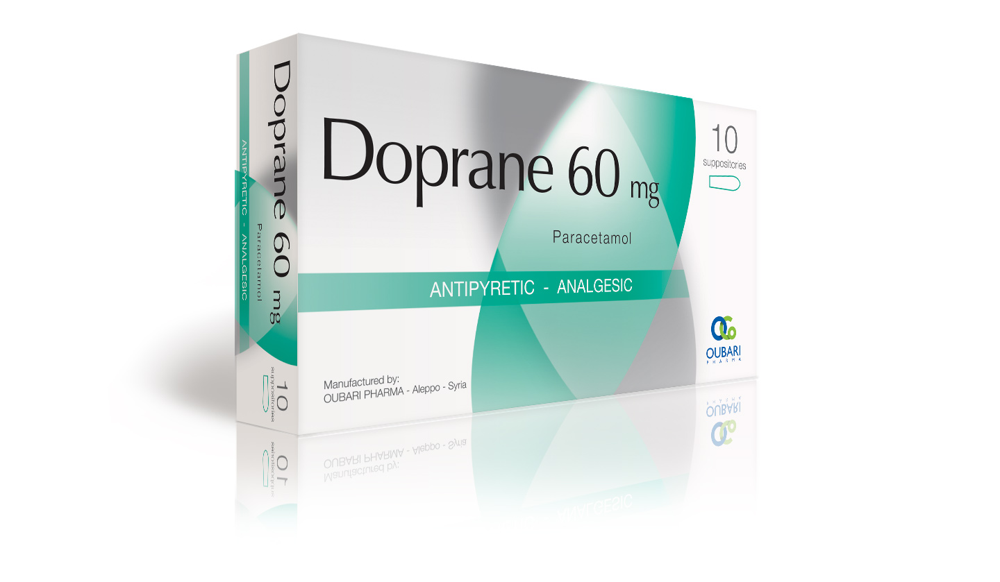 Doprane 60 mg
Paracetamol
ANTIPYRETIC - ANALGESIC
10
suppositories
Manufactured by:
OUBARI PHARMA - Aleppo - Syria
OUBARI
PHARMA
Doprane 60 mg
Paracetamol
ANTIPYRETIC - ANALGESIC
10
suppositories